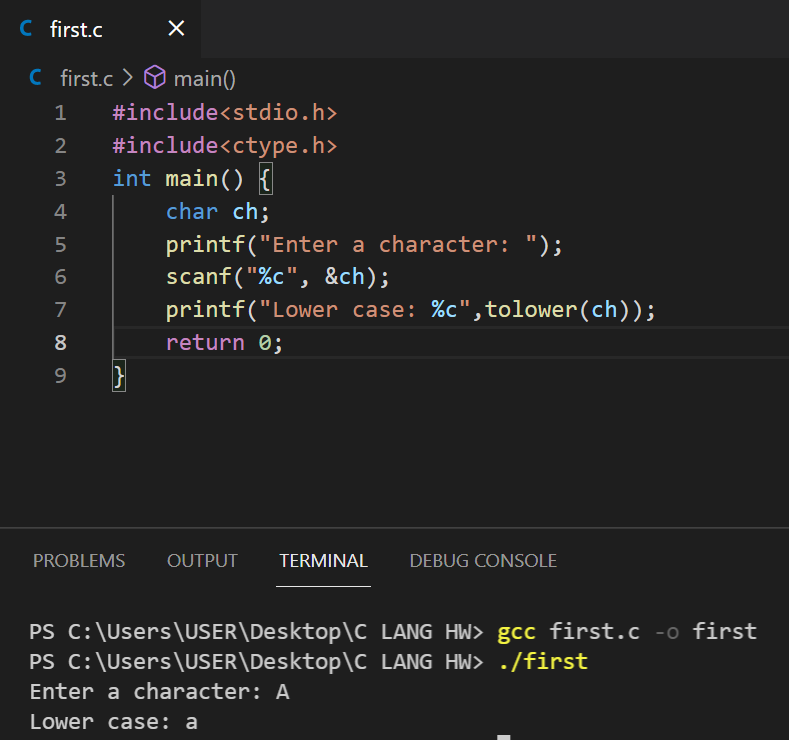 C first.c ×
C first.c > main()
1 #include<stdio.h>
2 #include<ctype.h>
3 int main() {
4     char ch;
5     printf("Enter a character: ");
6     scanf("%c", &ch);
7     printf("Lower case: %c",tolower(ch));
8     return 0;
9 }
PROBLEMS OUTPUT TERMINAL DEBUG CONSOLE
PS C:\Users\USER\Desktop\C LANG HW> gcc first.c -o first
PS C:\Users\USER\Desktop\C LANG HW> ./first
Enter a character: A
Lower case: a